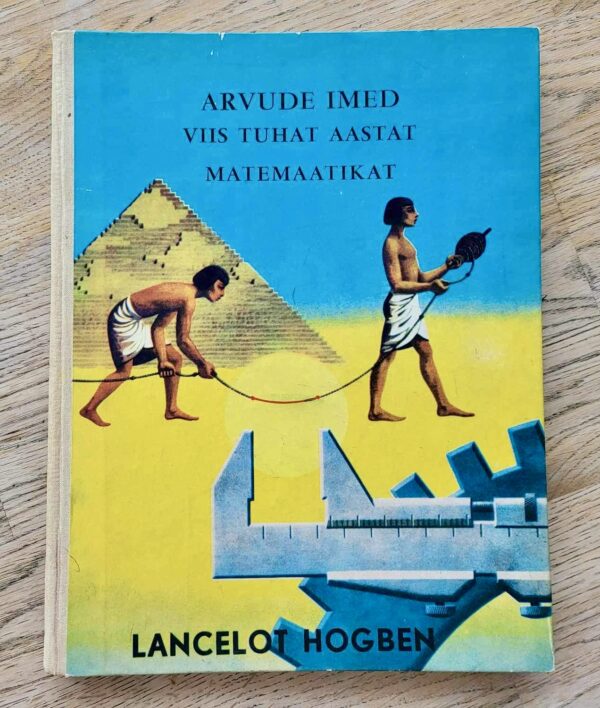 ARVUDE IMED
VIIS TUHAT AASTAT
MATEMAATIKAT
LANCELOT HOGBEN